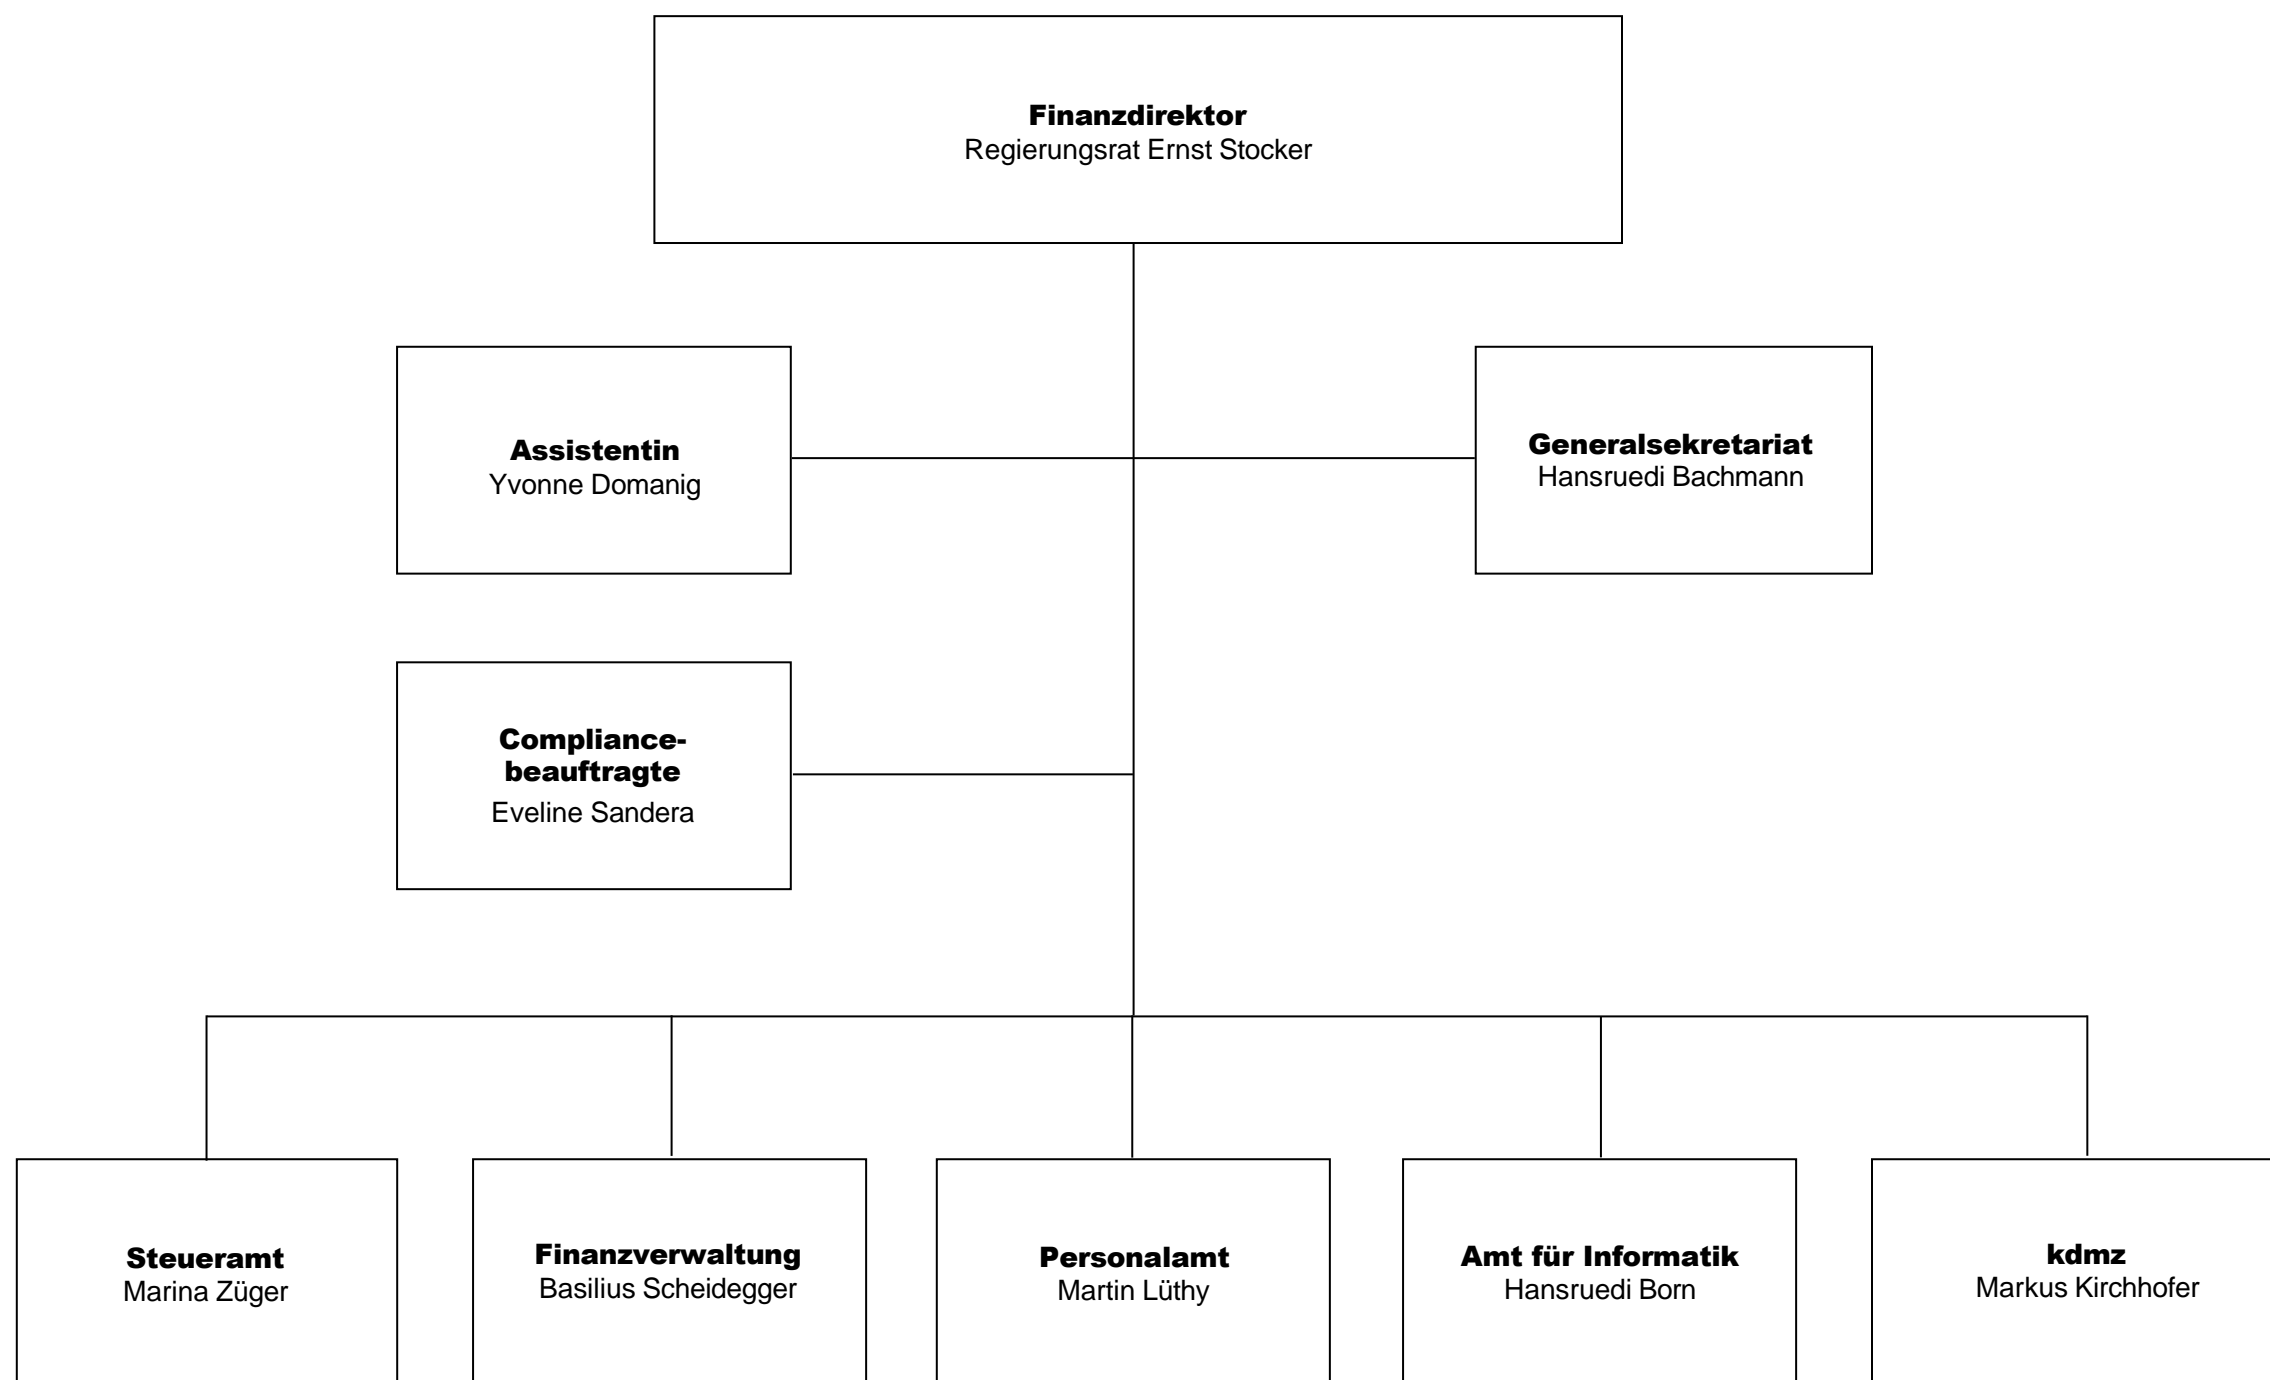 Finanzdirektor
Regierungsrat Ernst Stocker
Assistentin
Yvonne Domanig
Generalsekretariat
Hansruedi Bachmann
Compliance-
beauftragte
Eveline Sandera
Steueramt
Marina Züger
Finanzverwaltung
Basilius Scheidegger
Personalamt
Martin Lüthy
Amt für Informatik
Hansruedi Born
kdmz
Markus Kirchhofer